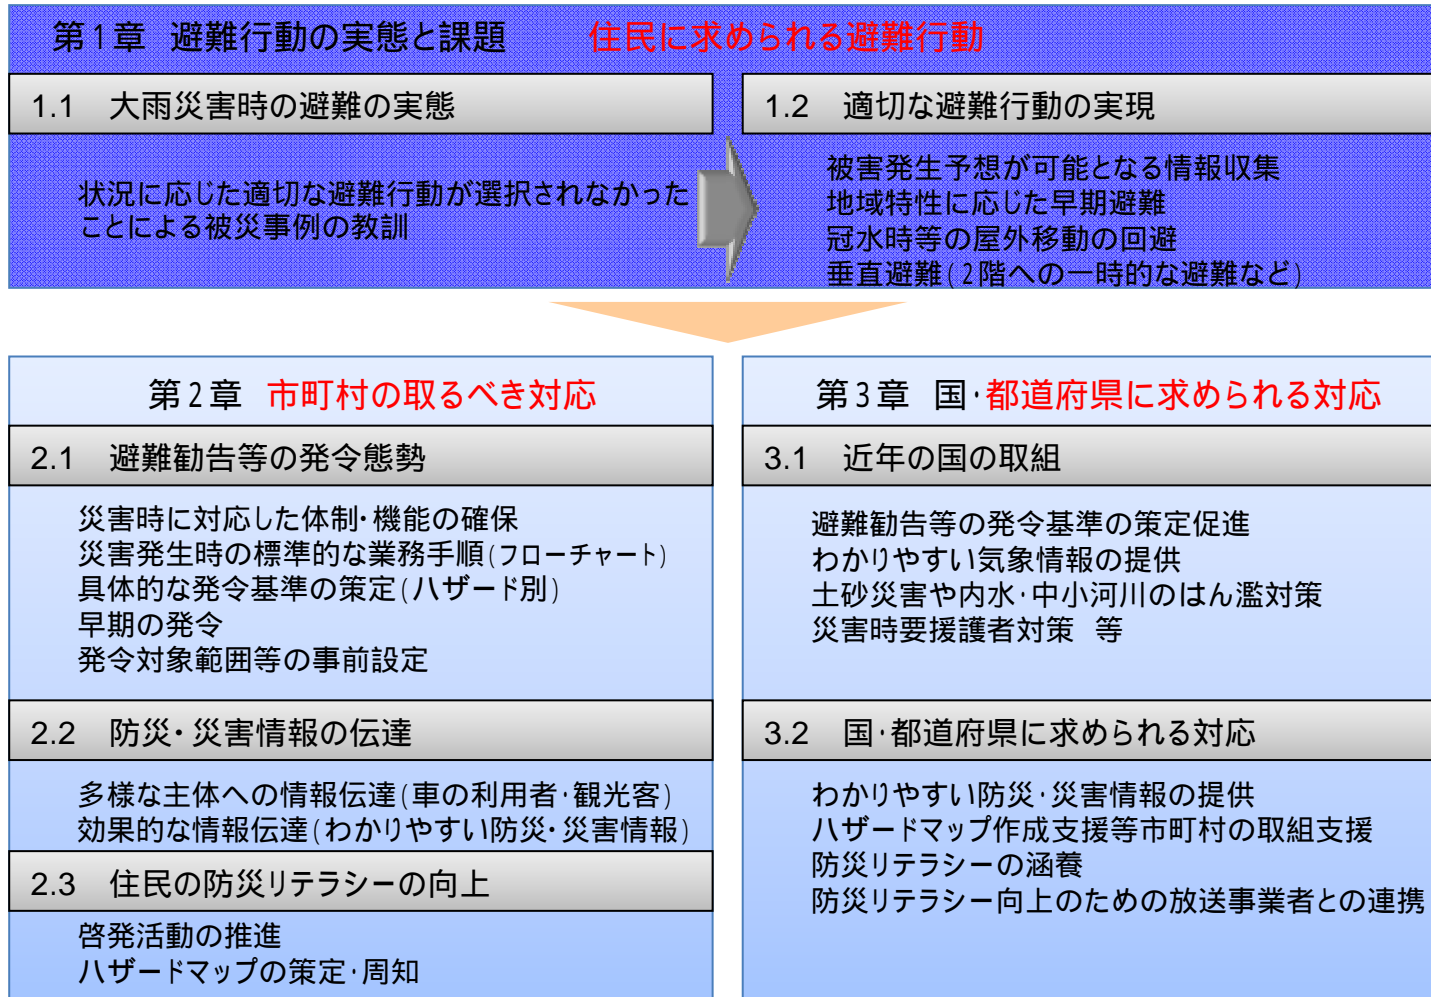 第1章 避難行動の実態と課題 住民に求められる避難行動
1.1 大雨災害時の避難の実態
状況に応じた適切な避難行動が選択されなかった
ことによる被災事例の教訓
1.2 適切な避難行動の実現
被害発生予想が可能となる情報収集
地域特性に応じた早期避難
冠水時等の屋外移動の回避
垂直避難(2階への一時的な避難など)
第2章 市町村の取るべき対応
2.1 避難勧告等の発令態勢
災害時に対応した体制・機能の確保
災害発生時の標準的な業務手順(フローチャート)
具体的な発令基準の策定(ハザード別)
早期の発令
発令対象範囲等の事前設定
2.2 防災・災害情報の伝達
多様な主体への情報伝達(車の利用者・観光客)
効果的な情報伝達(わかりやすい防災・災害情報)
2.3 住民の防災リテラシーの向上
啓発活動の推進
ハザードマップの策定・周知
第3章 国・都道府県に求められる対応
3.1 近年の国の取組
避難勧告等の発令基準の策定促進
わかりやすい気象情報の提供
土砂災害や内水・中小河川のはん濫対策
災害時要援護者対策 等
3.2 国・都道府県に求められる対応
わかりやすい防災・災害情報の提供
ハザードマップ作成支援等市町村の取組支援
防災リテラシーの涵養
防災リテラシー向上のための放送事業者との連携